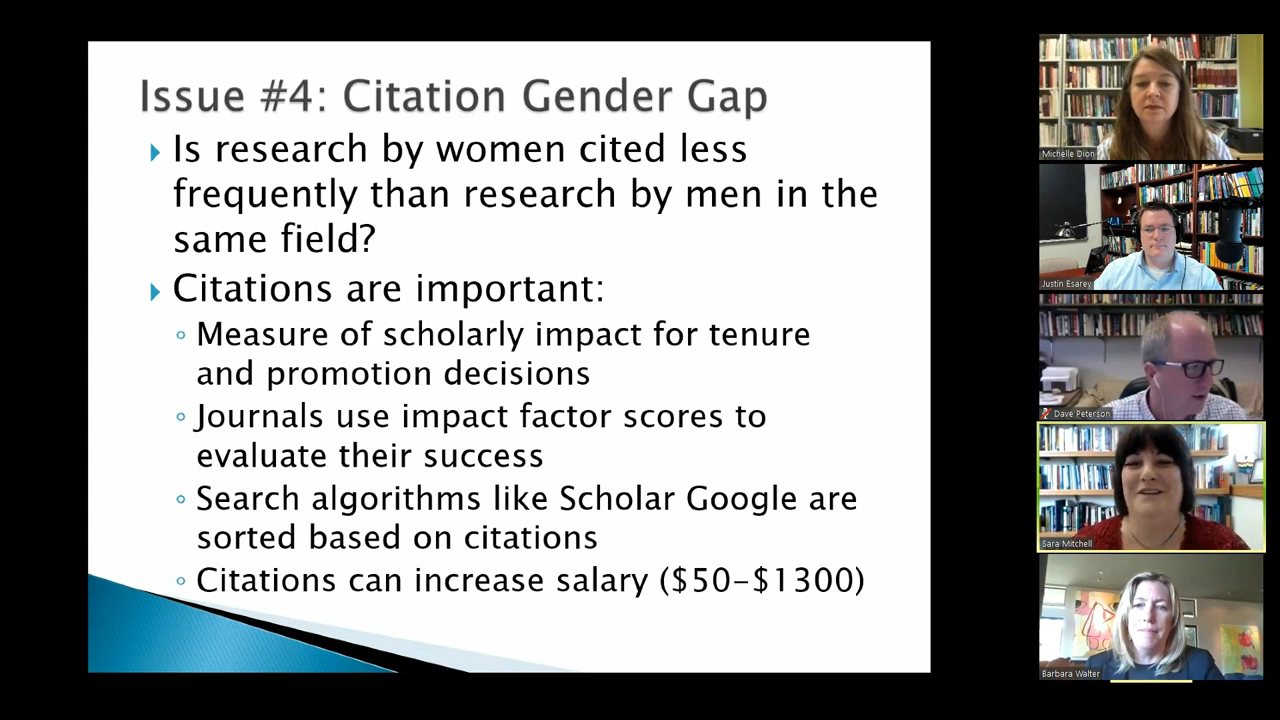 Issue #4: Citation Gender Gap
Is research by women cited less
frequently than research by men in the
same field?
Citations are important:
Measure of scholarly impact for tenure
and promotion decisions
Journals use impact factor scores to
evaluate their success
Search algorithms like Scholar Google are
sorted based on citations
Citations can increase salary ($50-$1300)
Michelle Dion
Justin Esarey
Dave Peterson
Sara Mitchell
Barbara Walter